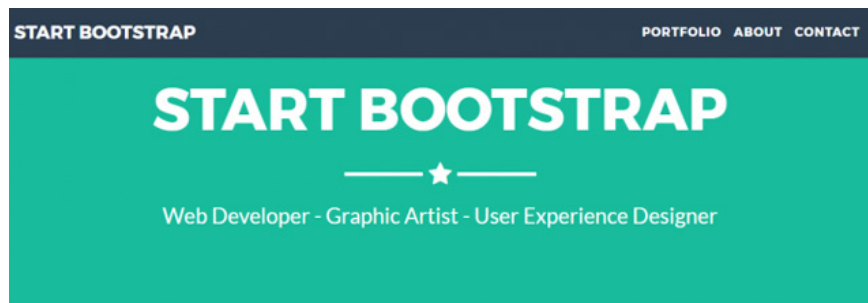 START BOOTSTRAP PORTFOLIO ABOUT CONTACT
START BOOTSTRAP
Web Developer - Graphic Artist - User Experience Designer